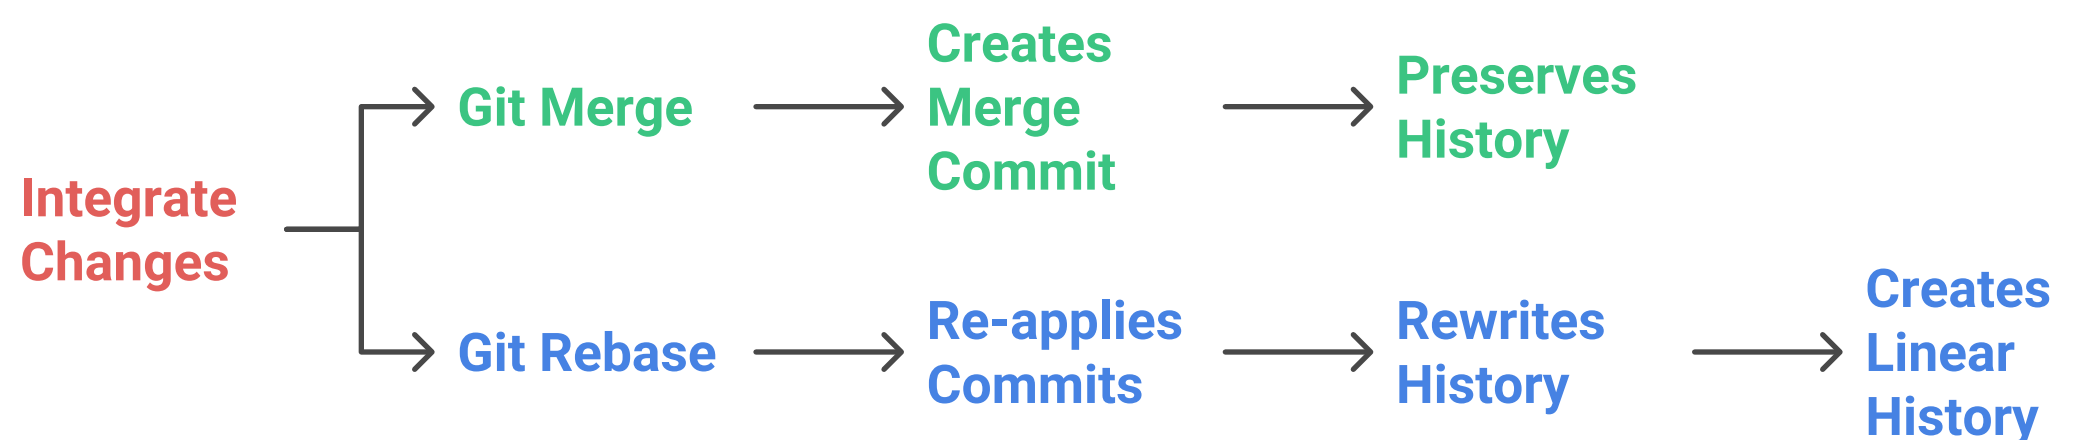 Integrate
Changes
Git Merge
Creates
Merge
Commit
Preserves
History
Git Rebase
Re-applies
Commits
Rewrites
History
Creates
Linear
History